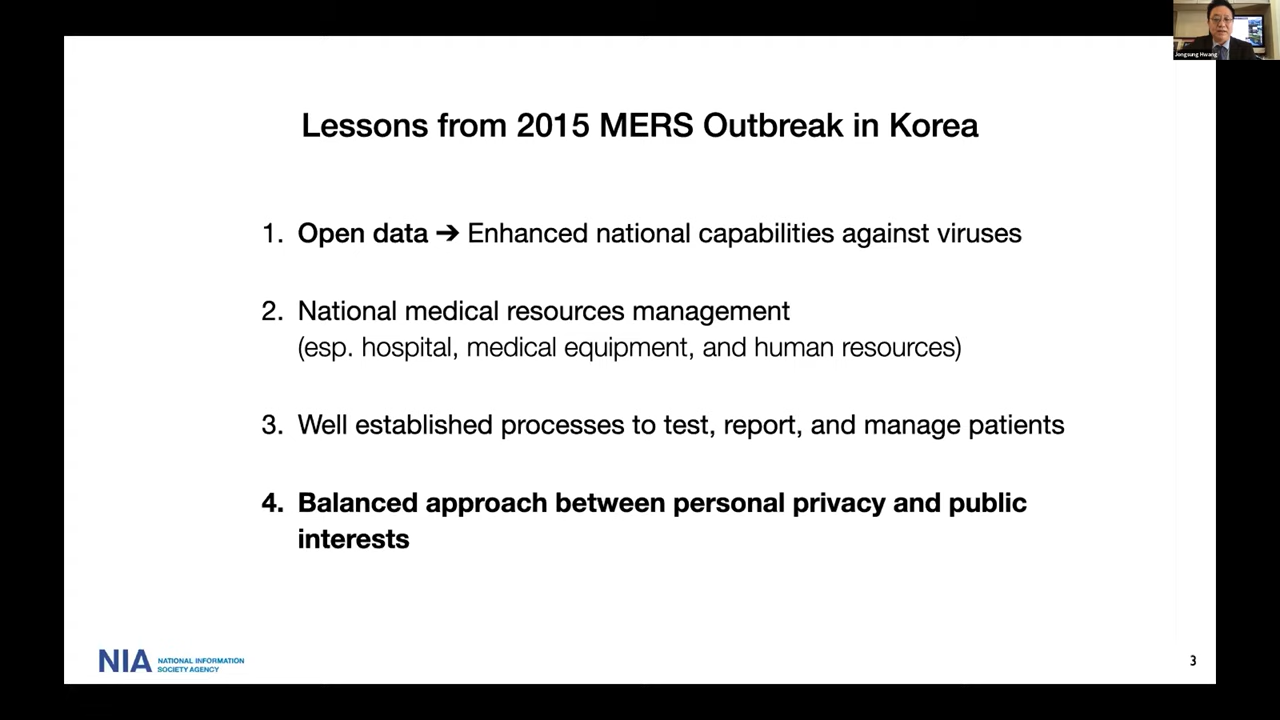 Jongsung Hwang
Lessons from 2015 MERS Outbreak in Korea
1. Open data ➔ Enhanced national capabilities against viruses
2. National medical resources management
(esp. hospital, medical equipment, and human resources)
3. Well established processes to test, report, and manage patients
4. Balanced approach between personal privacy and public
interests
NIA NATIONAL INFORMATION
SOCIETY AGENCY
3